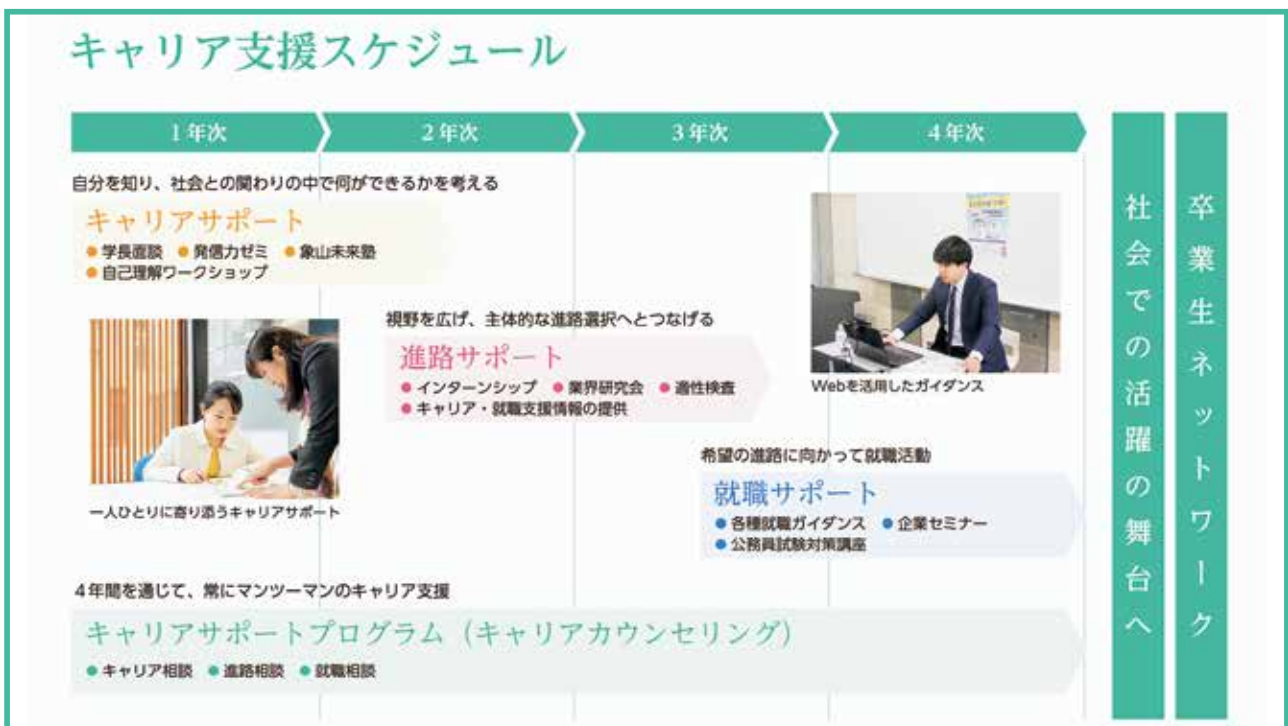 キャリア支援スケジュール
1年次
2年次
3年次
4年次
自分を知り、社会との関わりの中で何ができるかを考える
キャリアサポート
●学長面談 ●発信力ゼミ ●象山未来塾
●自己理解ワークショップ
一人ひとりに寄り添うキャリアサポート
視野を広げ、主体的な進路選択へとつなげる
進路サポート
●インターンシップ ●業界研究会 ●適性検査
●キャリア・就職支援情報の提供
Webを活用したガイダンス
希望の進路に向かって就職活動
就職サポート
●各種就職ガイダンス ●企業セミナー
●公務員試験対策講座
4年間を通じて、常にマンツーマンのキャリア支援
キャリアサポートプログラム（キャリアカウンセリング）
●キャリア相談 ●進路相談 ●就職相談
社会での活躍の舞台へ
卒業生ネットワーク